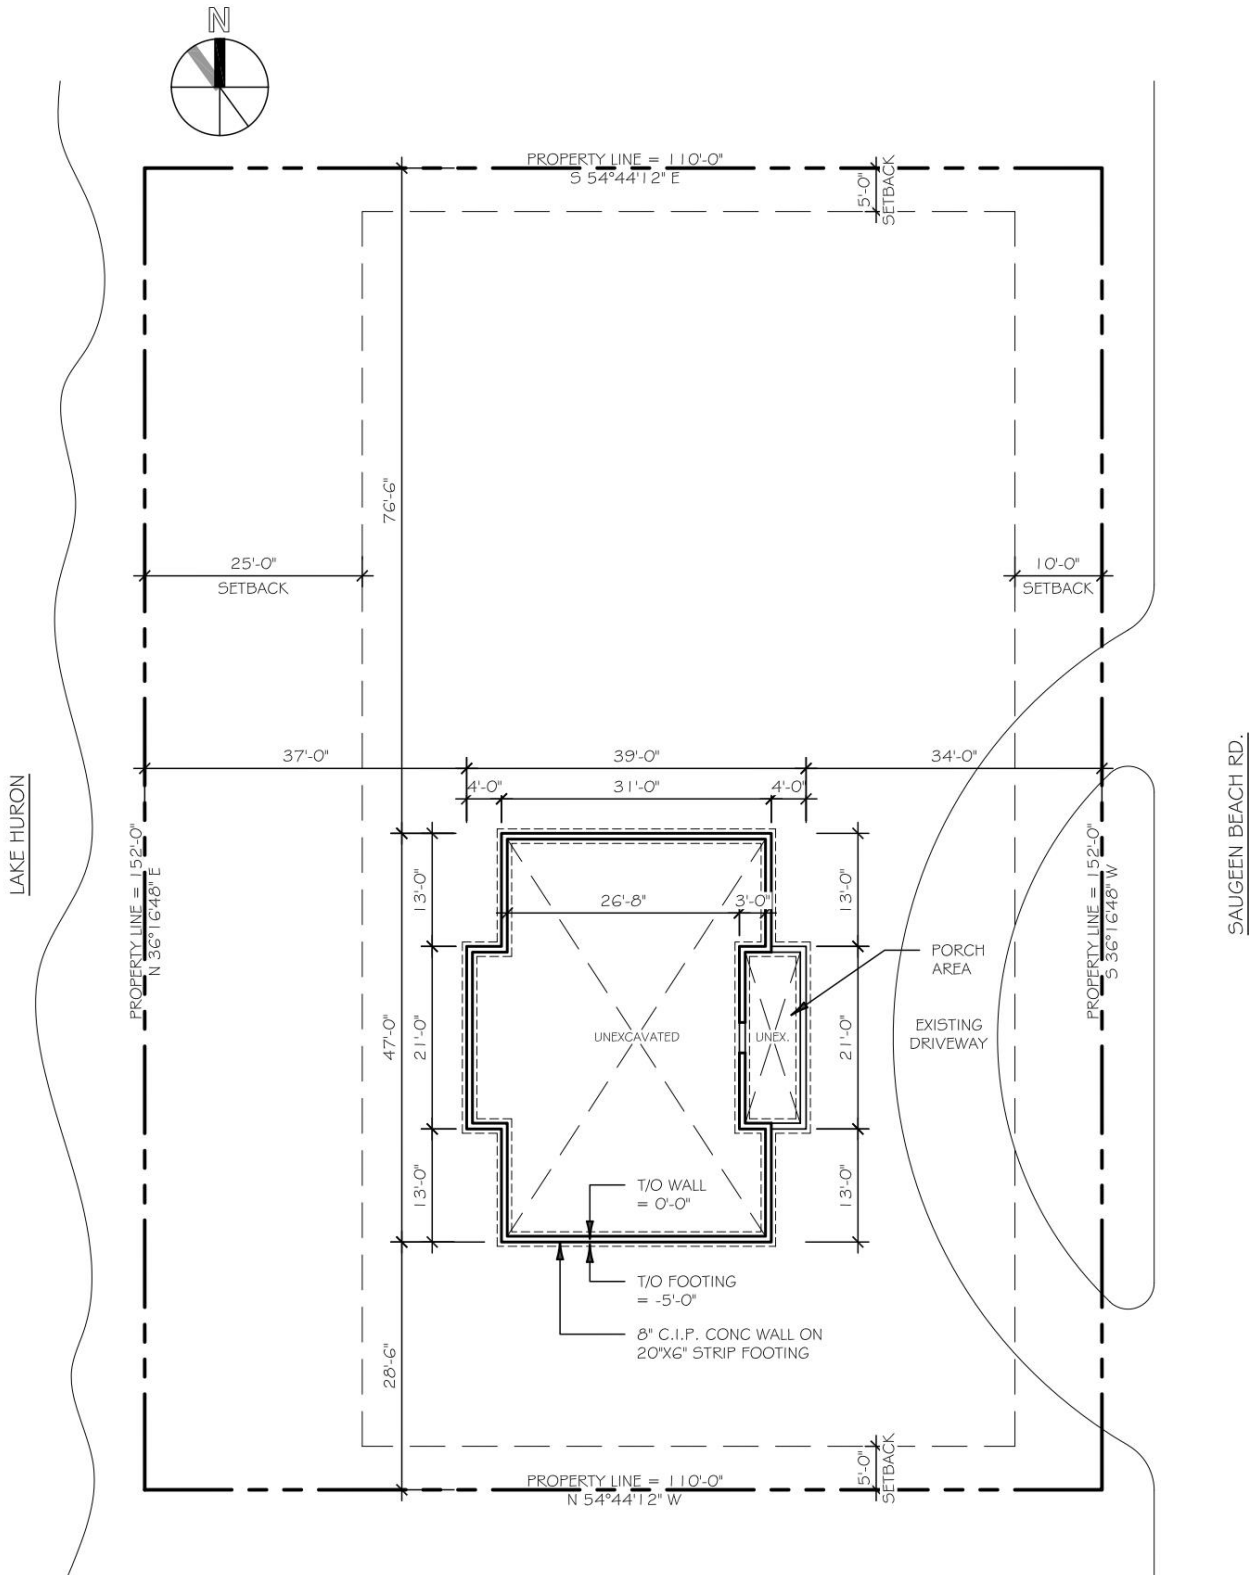 N
PROPERTY LINE = 110'-0"
S 54°44'12" E
5'-0"
SETBACK
76'-6"
25'-0"
SETBACK
10'-0"
SETBACK
37'-0"
39'-0"
34'-0"
4'-0"
31'-0"
4'-0"
LAKE HURON
SAUGEEN BEACH RD.
PROPERTY LINE = 152'-0"
N 36°16'48" E
PROPERTY LINE = 152'-0"
S 36°16'48" W
13'-0"
26'-8"
3'-0"
13'-0"
PORCH
AREA
47'-0"
21'-0"
UNEXCAVATED
UNEX.
21'-0"
EXISTING
DRIVEWAY
13'-0"
T/O WALL
= 0'-0"
13'-0"
T/O FOOTING
= -5'-0"
8" C.I.P. CONC WALL ON
20"X6" STRIP FOOTING
28'-6"
5'-0"
SETBACK
PROPERTY LINE = 110'-0"
N 54°44'12" W